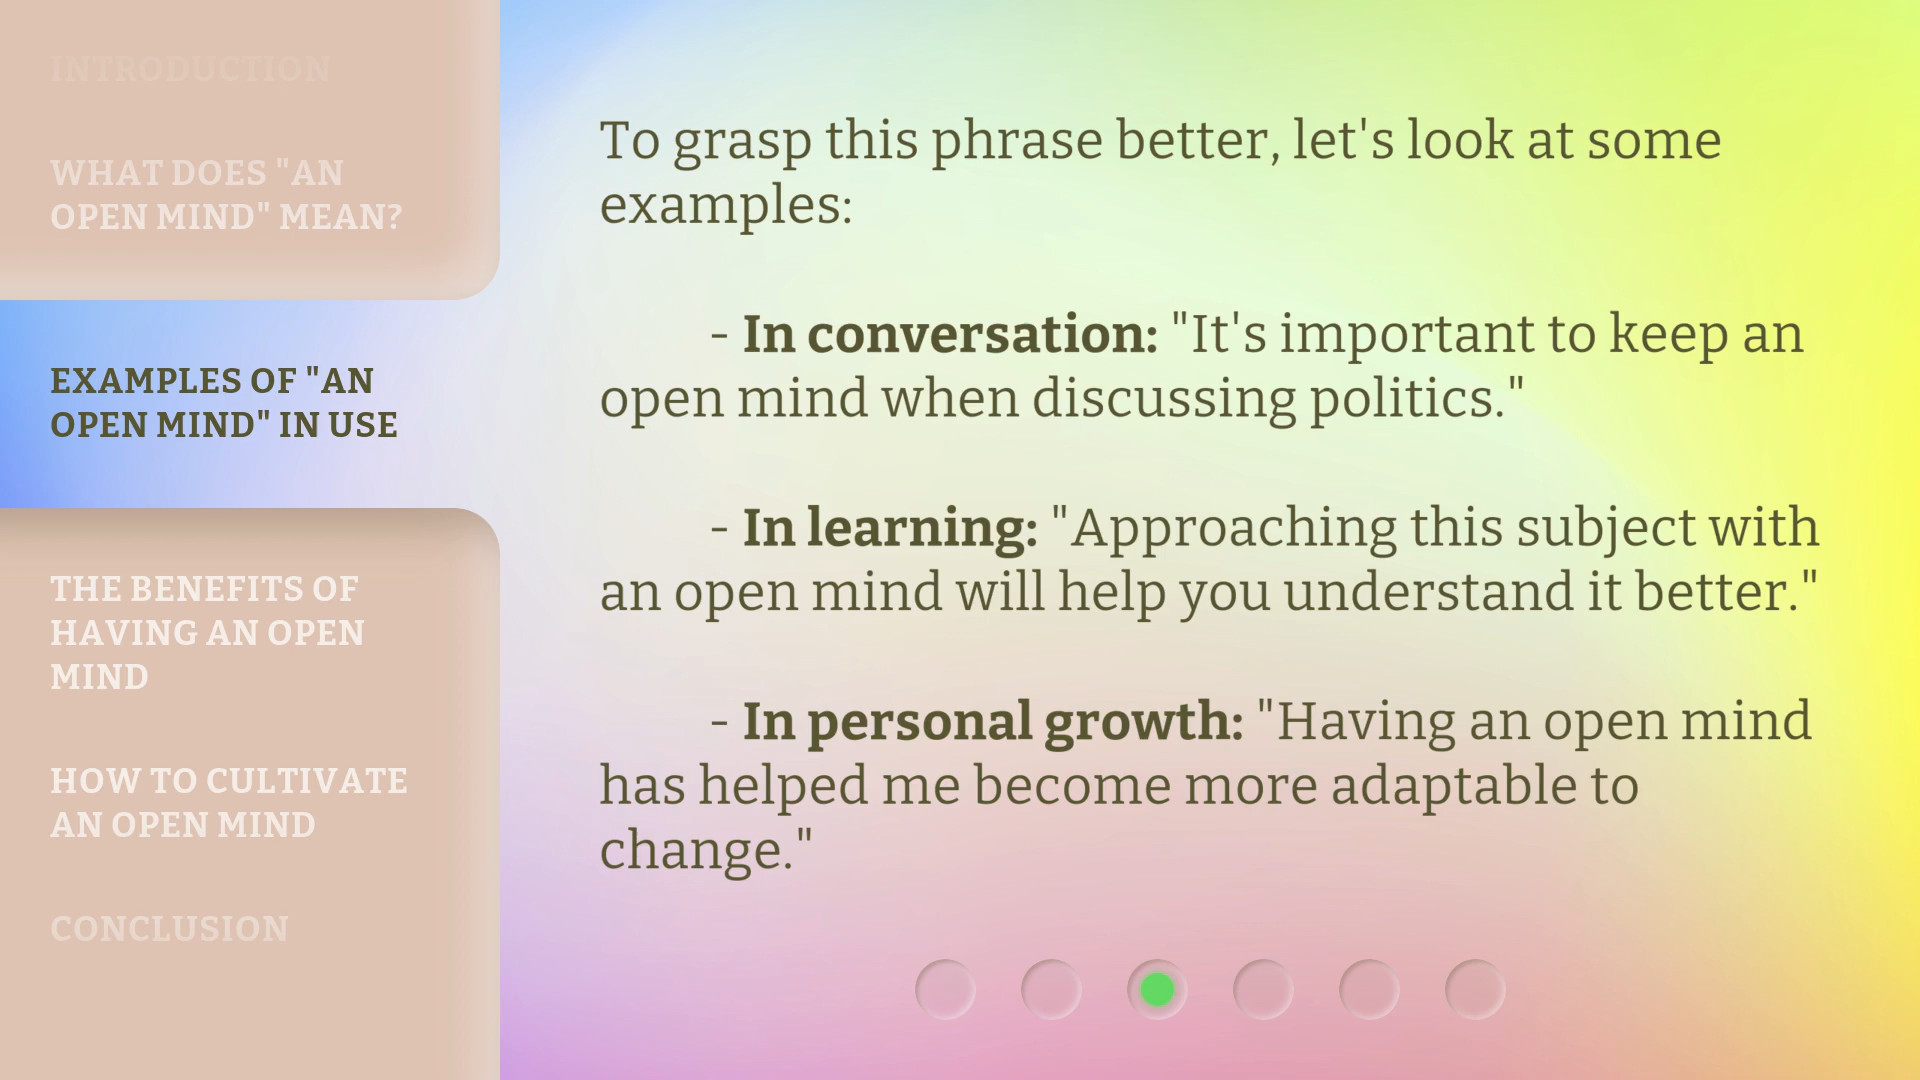 INTRODUCTION
WHAT DOES "AN
OPEN MIND" MEAN?
EXAMPLES OF "AN
OPEN MIND" IN USE
THE BENEFITS OF
HAVING AN OPEN
MIND
HOW TO CULTIVATE
AN OPEN MIND
CONCLUSION
To grasp this phrase better, let's look at some
examples:
- In conversation: "It's important to keep an
open mind when discussing politics."
- In learning: "Approaching this subject with
an open mind will help you understand it better."
- In personal growth: "Having an open mind
has helped me become more adaptable to
change."